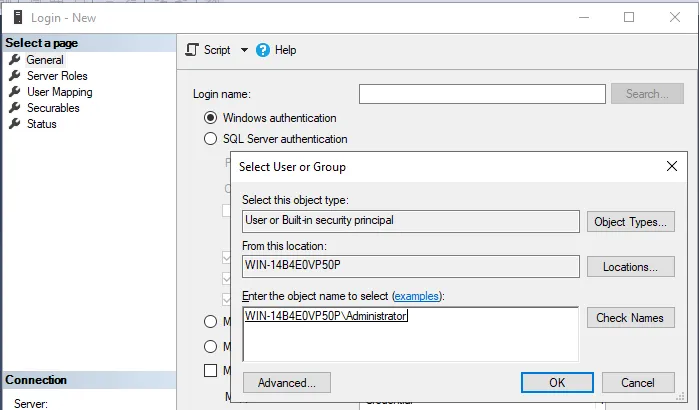 Login - New
Select a page
General
Server Roles
User Mapping
Securables
Status
Script Help
Login name: Search...
Windows authentication
SQL Server authentication
Select User or Group
Select this object type:
User or Built-in security principal Object Types...
From this location:
WIN-14B4E0VP50P Locations...
Enter the object name to select (examples):
WIN-14B4E0VP50P\Administrator Check Names
Advanced... OK Cancel
Connection
Server: